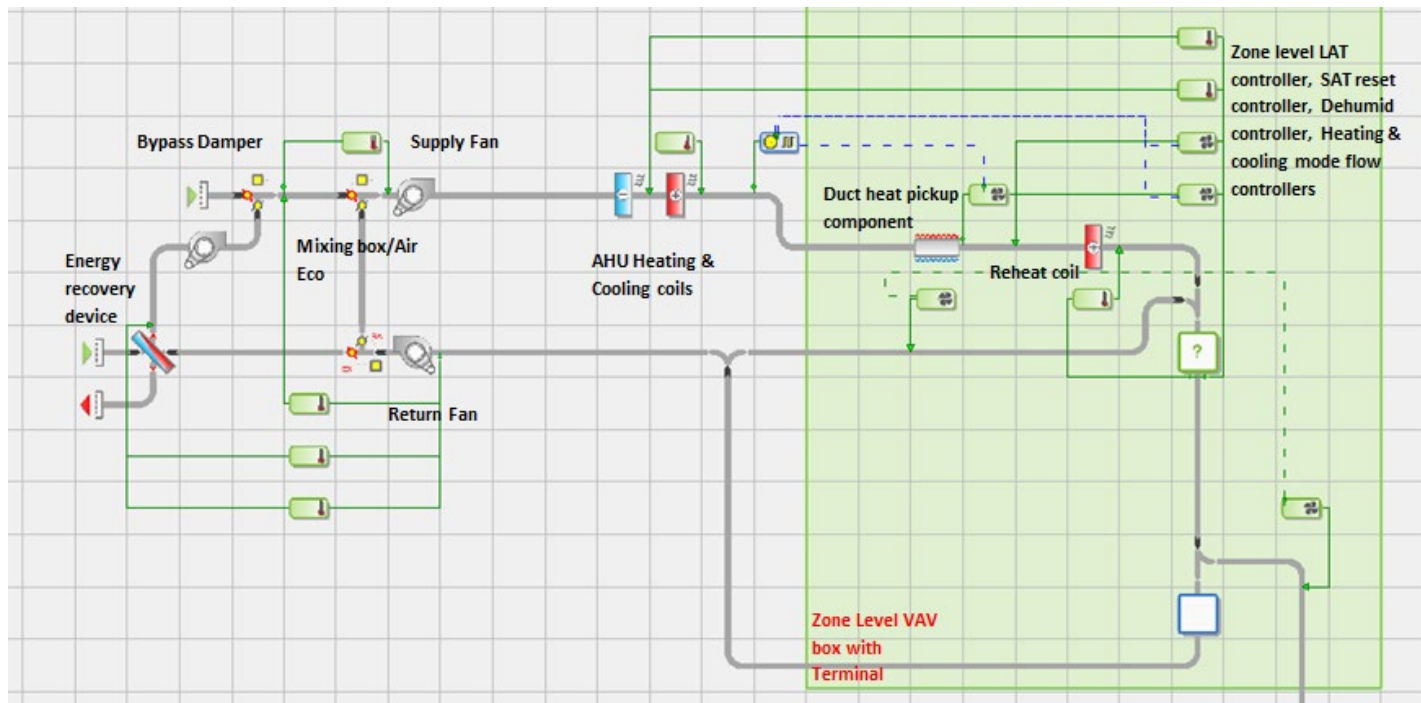 Zone level LAT
controller, SAT reset
controller, Dehumid
controller, Heating &
cooling mode flow
controllers
Bypass Damper
Supply Fan
Duct heat pickup
component
Mixing box/Air
Eco
Energy
recovery
device
AHU Heating &
Cooling coils
Reheat coil
?
Return Fan
Zone Level VAV
box with
Terminal